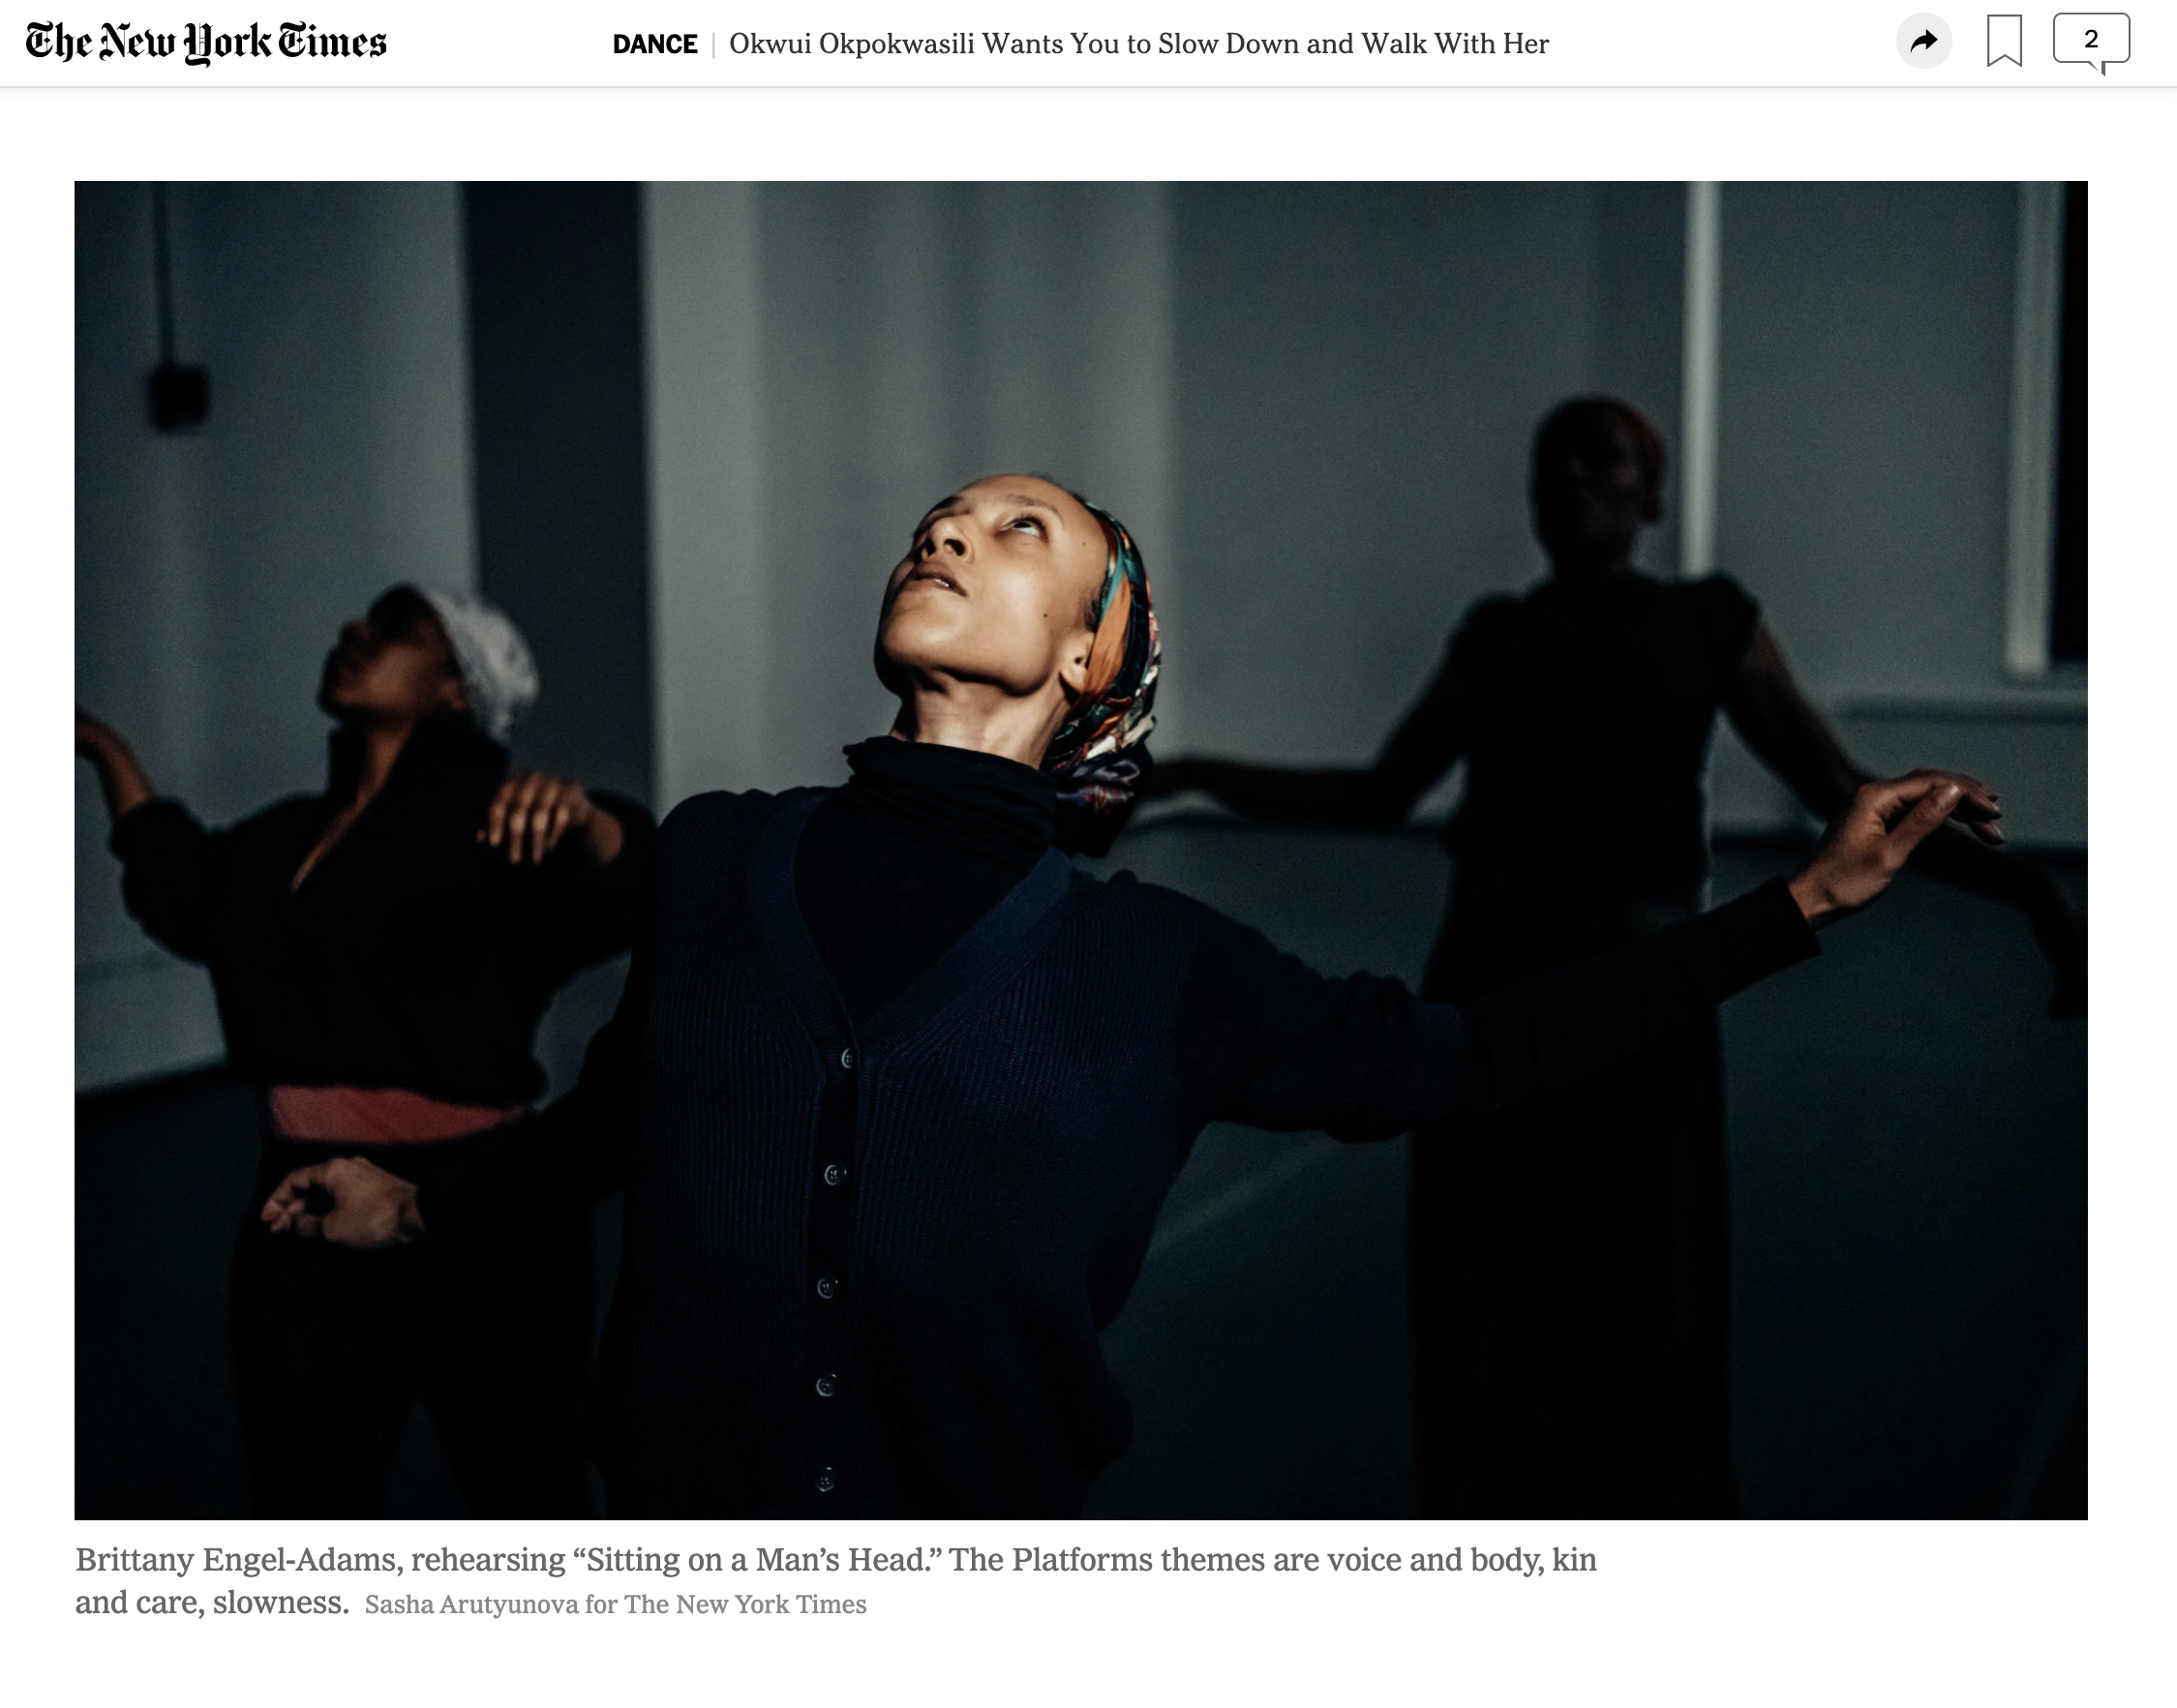 The New York Times
DANCE | Okwui Okpokwasili Wants You to Slow Down and Walk With Her
2
Brittany Engel-Adams, rehearsing “Sitting on a Man’s Head.” The Platforms themes are voice and body, kin
and care, slowness. Sasha Arutyunova for The New York Times